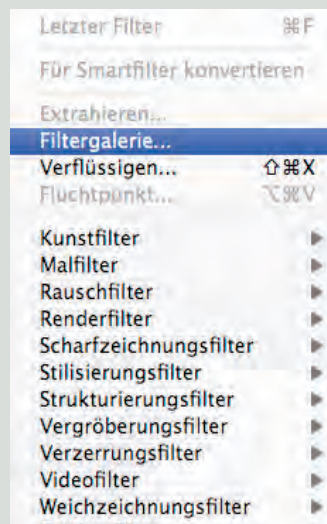 Letzter Filter ⌘F
Für Smartfilter konvertieren
Extrahieren...
Filtergalerie...
Verflüssigen... ⇧⌘X
Fluchtpunkt... ⌥⌘V
Kunstfilter
Malfilter
Rauschfilter
Renderfilter
Scharfzeichnungsfilter
Stilisierungsfilter
Strukturierungsfilter
Vergröberungsfilter
Verzerrungsfilter
Videofilter
Weichzeichnungsfilter